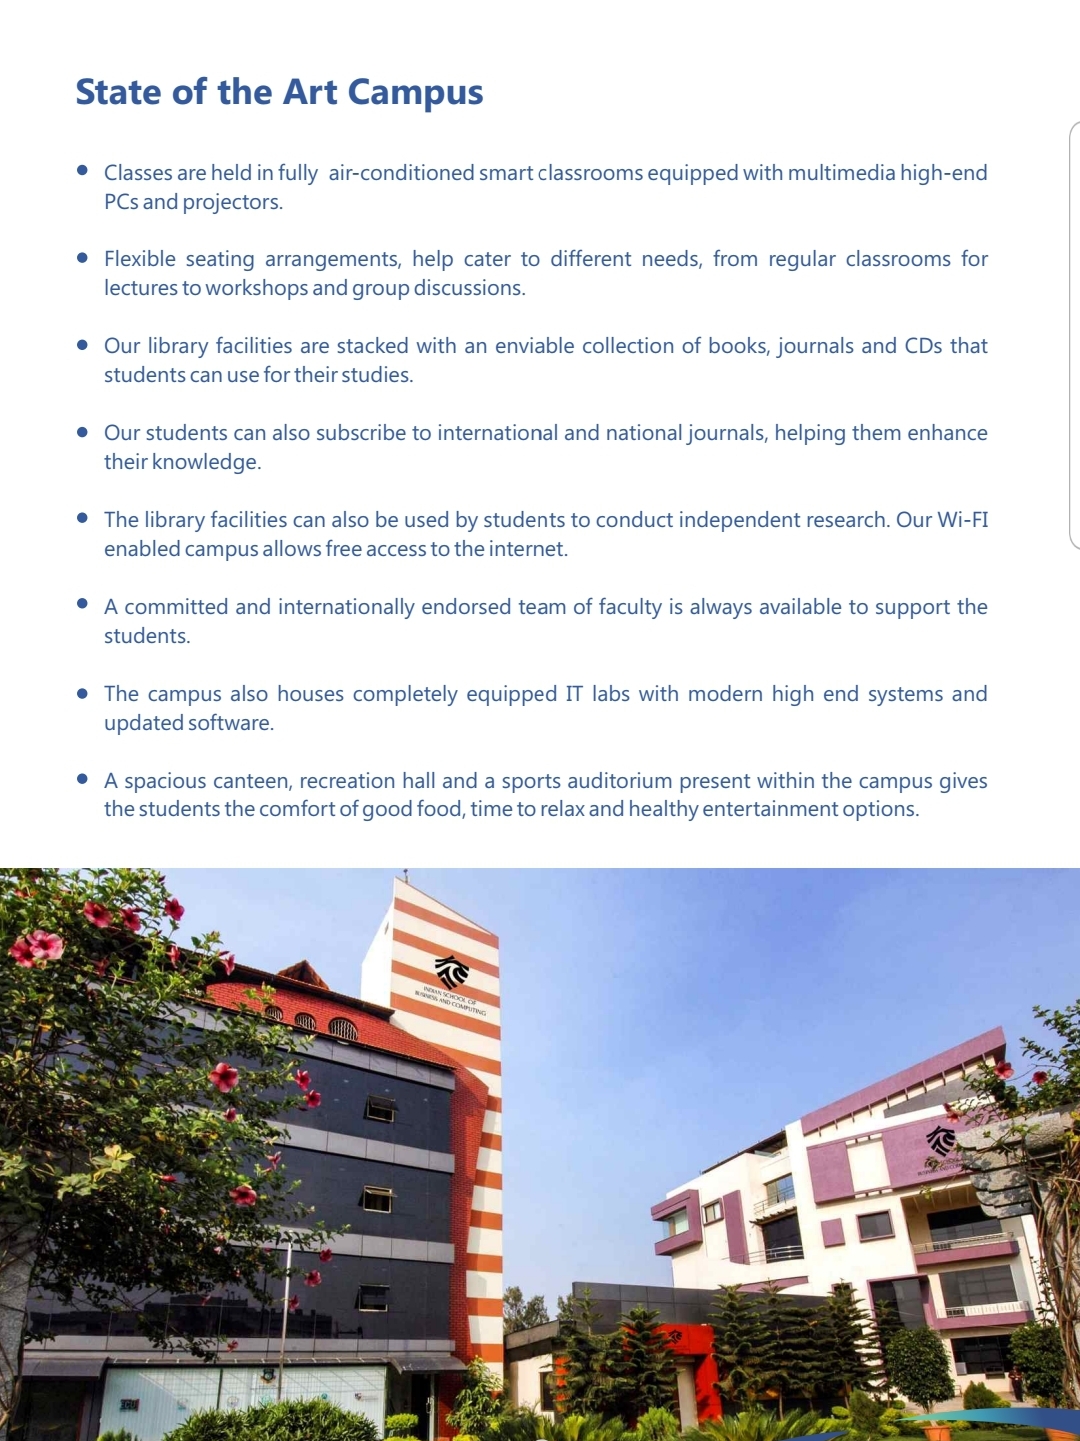 State of the Art Campus
Classes are held in fully air-conditioned smart classrooms equipped with multimedia high-end
PCs and projectors.
Flexible seating arrangements, help cater to different needs, from regular classrooms for
lectures to workshops and group discussions.
Our library facilities are stacked with an enviable collection of books, journals and CDs that
students can use for their studies.
Our students can also subscribe to international and national journals, helping them enhance
their knowledge.
The library facilities can also be used by students to conduct independent research. Our Wi-FI
enabled campus allows free access to the internet.
A committed and internationally endorsed team of faculty is always available to support the
students.
The campus also houses completely equipped IT labs with modern high end systems and
updated software.
A spacious canteen, recreation hall and a sports auditorium present within the campus gives
the students the comfort of good food, time to relax and healthy entertainment options.
INDIAN SCHOOL OF
BUSINESS AND COMPUTING